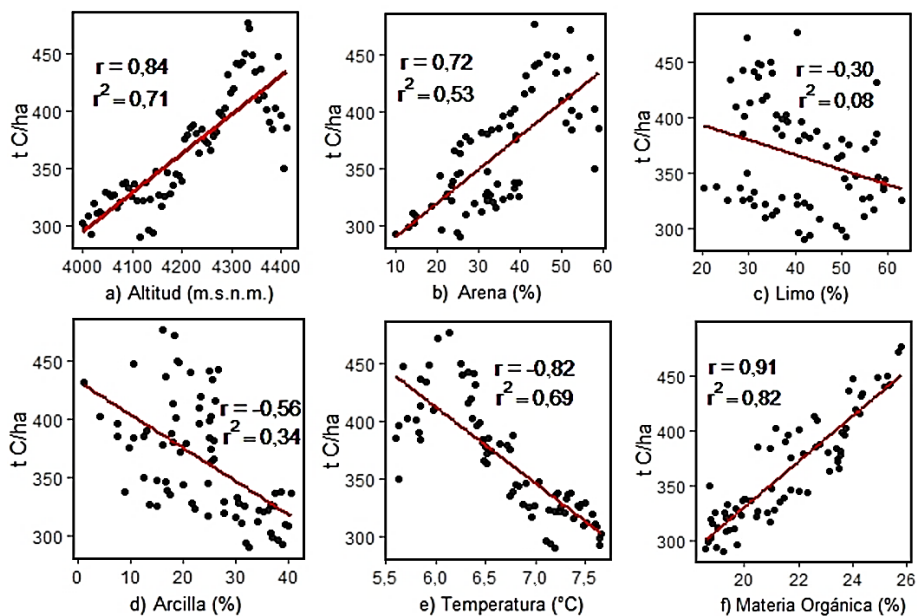 450
400
350
300
t C/ha
r = 0,84
r² = 0,71
4000 4100 4200 4300 4400
a) Altitud (m.s.n.m.)
450
400
350
300
t C/ha
r = 0,72
r² = 0,53
10 20 30 40 50 60
b) Arena (%)
450
400
350
300
t C/ha
r = -0,30
r² = 0,08
20 30 40 50 60
c) Limo (%)
450
400
350
300
t C/ha
r = -0,56
r² = 0,34
0 10 20 30 40
d) Arcilla (%)
450
400
350
300
t C/ha
r = -0,82
r² = 0,69
5,5 6,0 6,5 7,0 7,5
e) Temperatura (°C)
450
400
350
300
t C/ha
r = 0,91
r² = 0,82
20 22 24 26
f) Materia Orgánica (%)